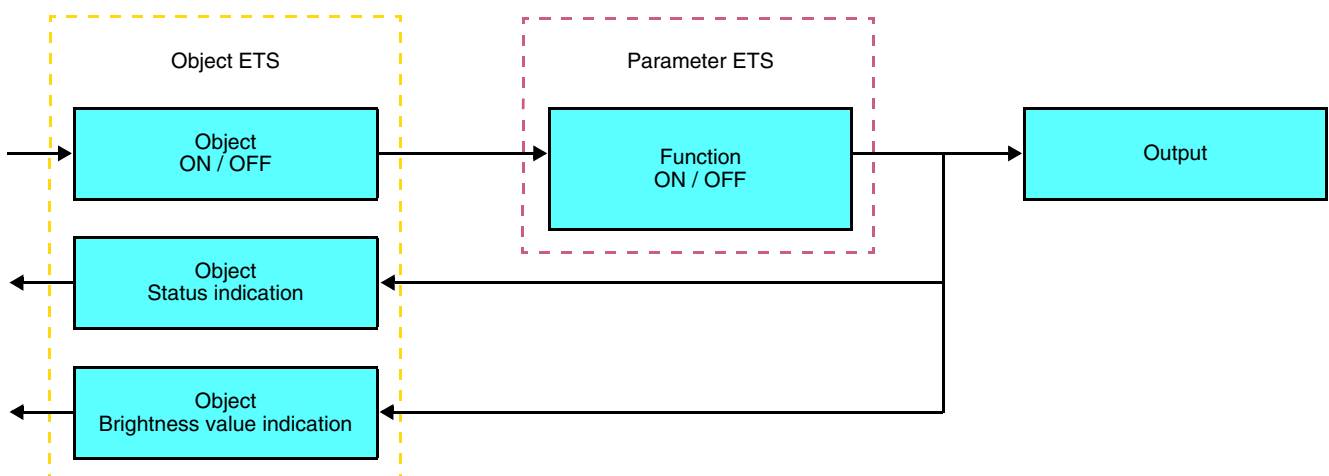 Object ETS
Parameter ETS
Object
ON / OFF
Function
ON / OFF
Output
Object
Status indication
Object
Brightness value indication